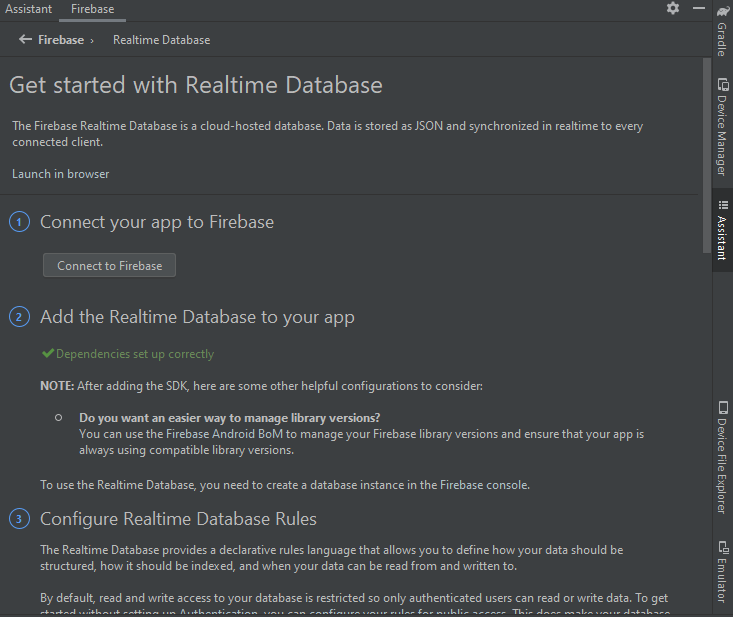 Assistant Firebase
Firebase › Realtime Database
Get started with Realtime Database
The Firebase Realtime Database is a cloud-hosted database. Data is stored as JSON and synchronized in realtime to every
connected client.
Launch in browser
1 Connect your app to Firebase
Connect to Firebase
2 Add the Realtime Database to your app
Dependencies set up correctly
NOTE: After adding the SDK, here are some other helpful configurations to consider:
Do you want an easier way to manage library versions?
You can use the Firebase Android BoM to manage your Firebase library versions and ensure that your app is
always using compatible library versions.
To use the Realtime Database, you need to create a database instance in the Firebase console.
3 Configure Realtime Database Rules
The Realtime Database provides a declarative rules language that allows you to define how your data should be
structured, how it should be indexed, and when your data can be read from and written to.
By default, read and write access to your database is restricted so only authenticated users can read or write data. To get
started without setting up Authentication, you can configure your rules for public access. This does make your database
Gradle
Device Manager
Assistant
Device File Explorer
Emulator